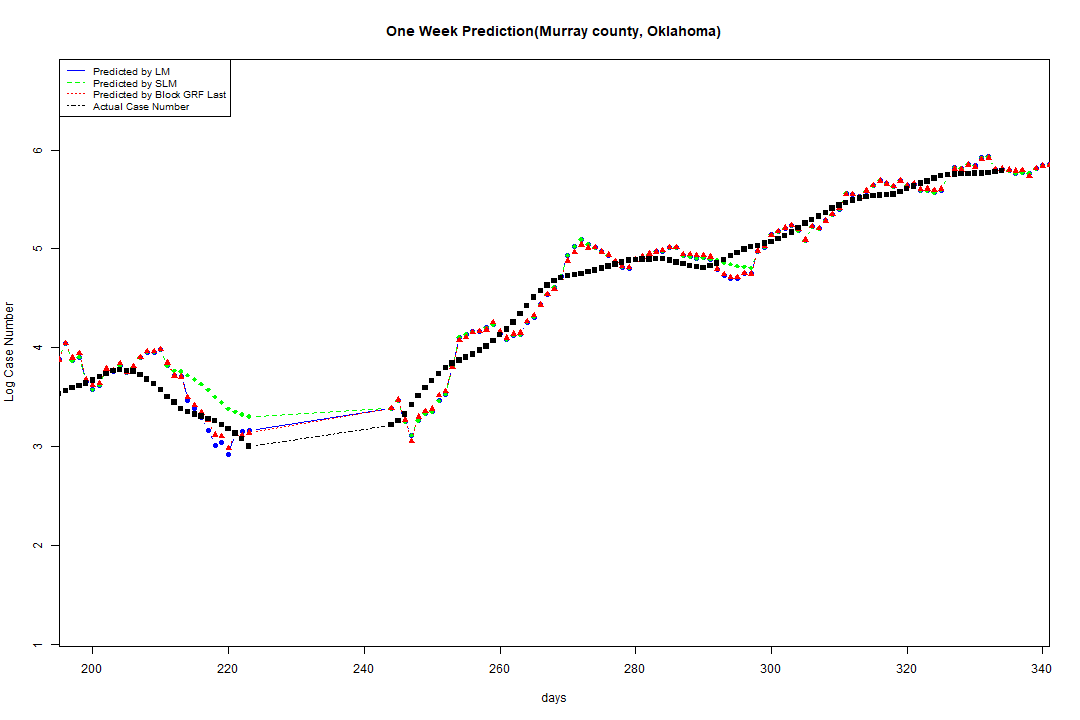 One Week Prediction(Murray county, Oklahoma)
Predicted by LM
Predicted by SLM
Predicted by Block GRF Last
Actual Case Number
Log Case Number
6
5
4
3
2
1
200 220 240 260 280 300 320 340
days